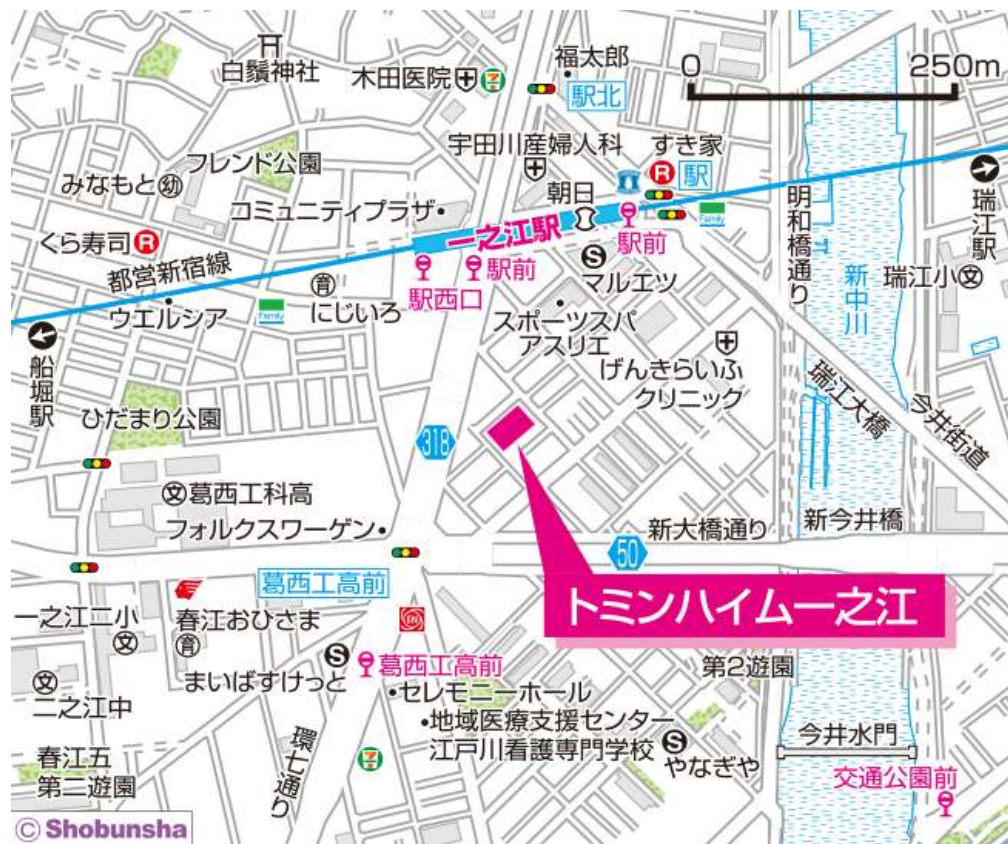 福太郎
0 250m
白鬚神社
木田医院
駅北
宇田川産婦人科
すき家
駅
フレンド公園
みなもと
幼
朝日
コミュニティプラザ
一之江駅
駅前
Family
明和橋通り
瑞江駅
くら寿司
R
R
都営新宿線
駅前
駅西口
S
マルエツ
新中川
瑞江小
文
育
にじいろ
ウエルシア
Family
スポーツスパ
アスリエ
船堀駅
げんきらいふ
クリニック
ひだまり公園
瑞江大橋
今井街道
318
文
葛西工科高
フォルクスワーゲン
新大橋通り
新今井橋
50
葛西工高前
トミンハイム一之江
一之江二小
文
春江おひさま
育
IN
S
まいばすけっと
葛西工高前
第2遊園
文
二之江中
セレモニーホール
地域医療支援センター
江戸川看護専門学校
S
やなぎや
環七通り
今井水門
春江五
第二遊園
7
7
交通公園前
© Shobunsha